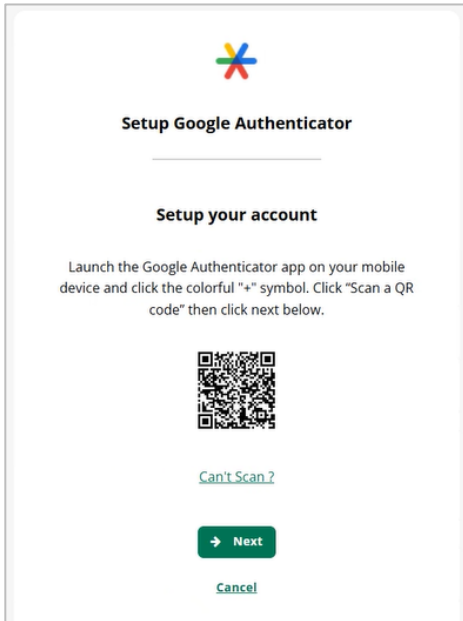 Setup Google Authenticator
Setup your account
Launch the Google Authenticator app on your mobile
device and click the colorful "+" symbol. Click “Scan a QR
code” then click next below.
Can't Scan ?
→ Next
Cancel